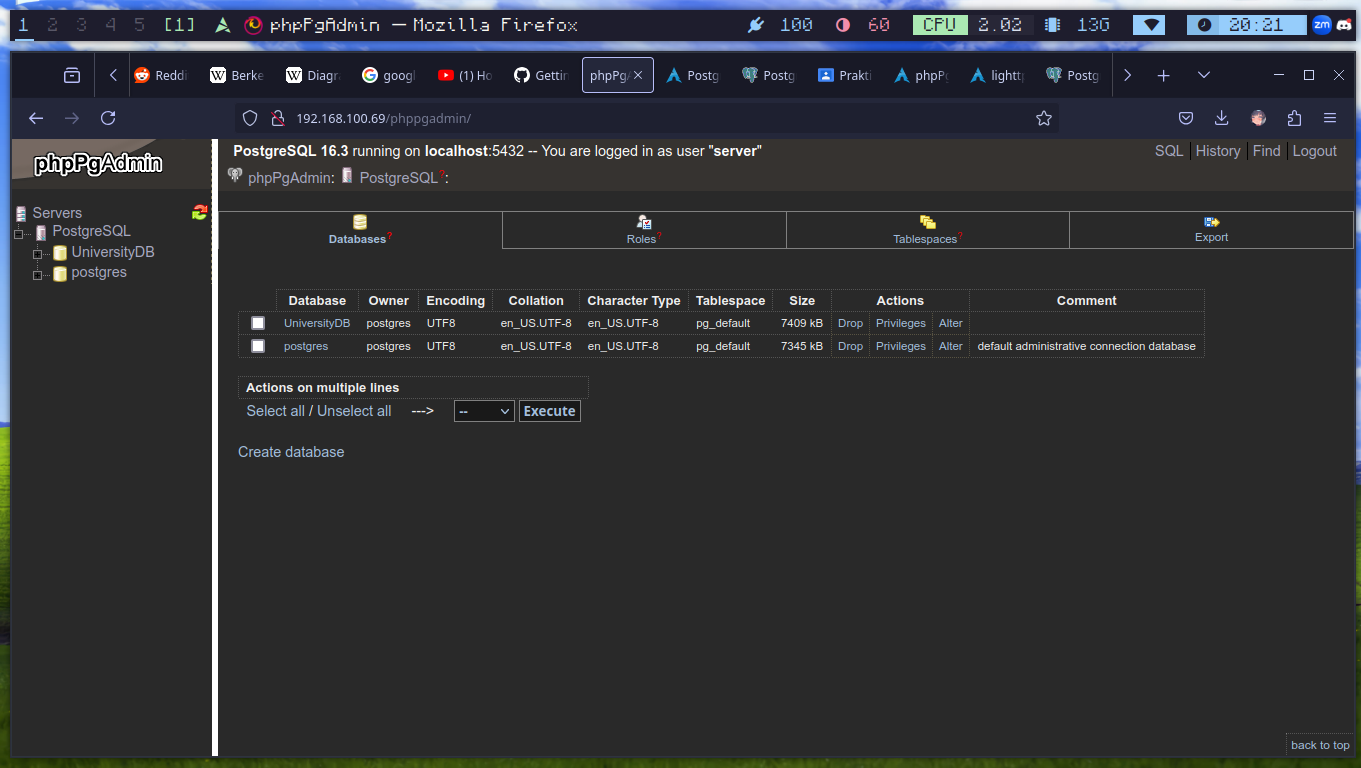 1 2 3 4 5 [1] phpPgAdmin — Mozilla Firefox 100 60 CPU 2.02 13G 20:21 zm
Reddi Berke Diagra googl (1) Ho Gettin phpPgA Postg Postg Prakti phpPg lightt Postg
192.168.100.69/phppgadmin/
phpPgAdmin
PostgreSQL 16.3 running on localhost:5432 -- You are logged in as user "server"
SQL History Find Logout
phpPgAdmin: PostgreSQL?:
Servers
PostgreSQL
UniversityDB
postgres
Databases? Roles? Tablespaces? Export
Database Owner Encoding Collation Character Type Tablespace Size Actions Comment
UniversityDB postgres UTF8 en_US.UTF-8 en_US.UTF-8 pg_default 7409 kB Drop Privileges Alter
postgres postgres UTF8 en_US.UTF-8 en_US.UTF-8 pg_default 7345 kB Drop Privileges Alter default administrative connection database
Actions on multiple lines
Select all / Unselect all ---> -- Execute
Create database
back to top